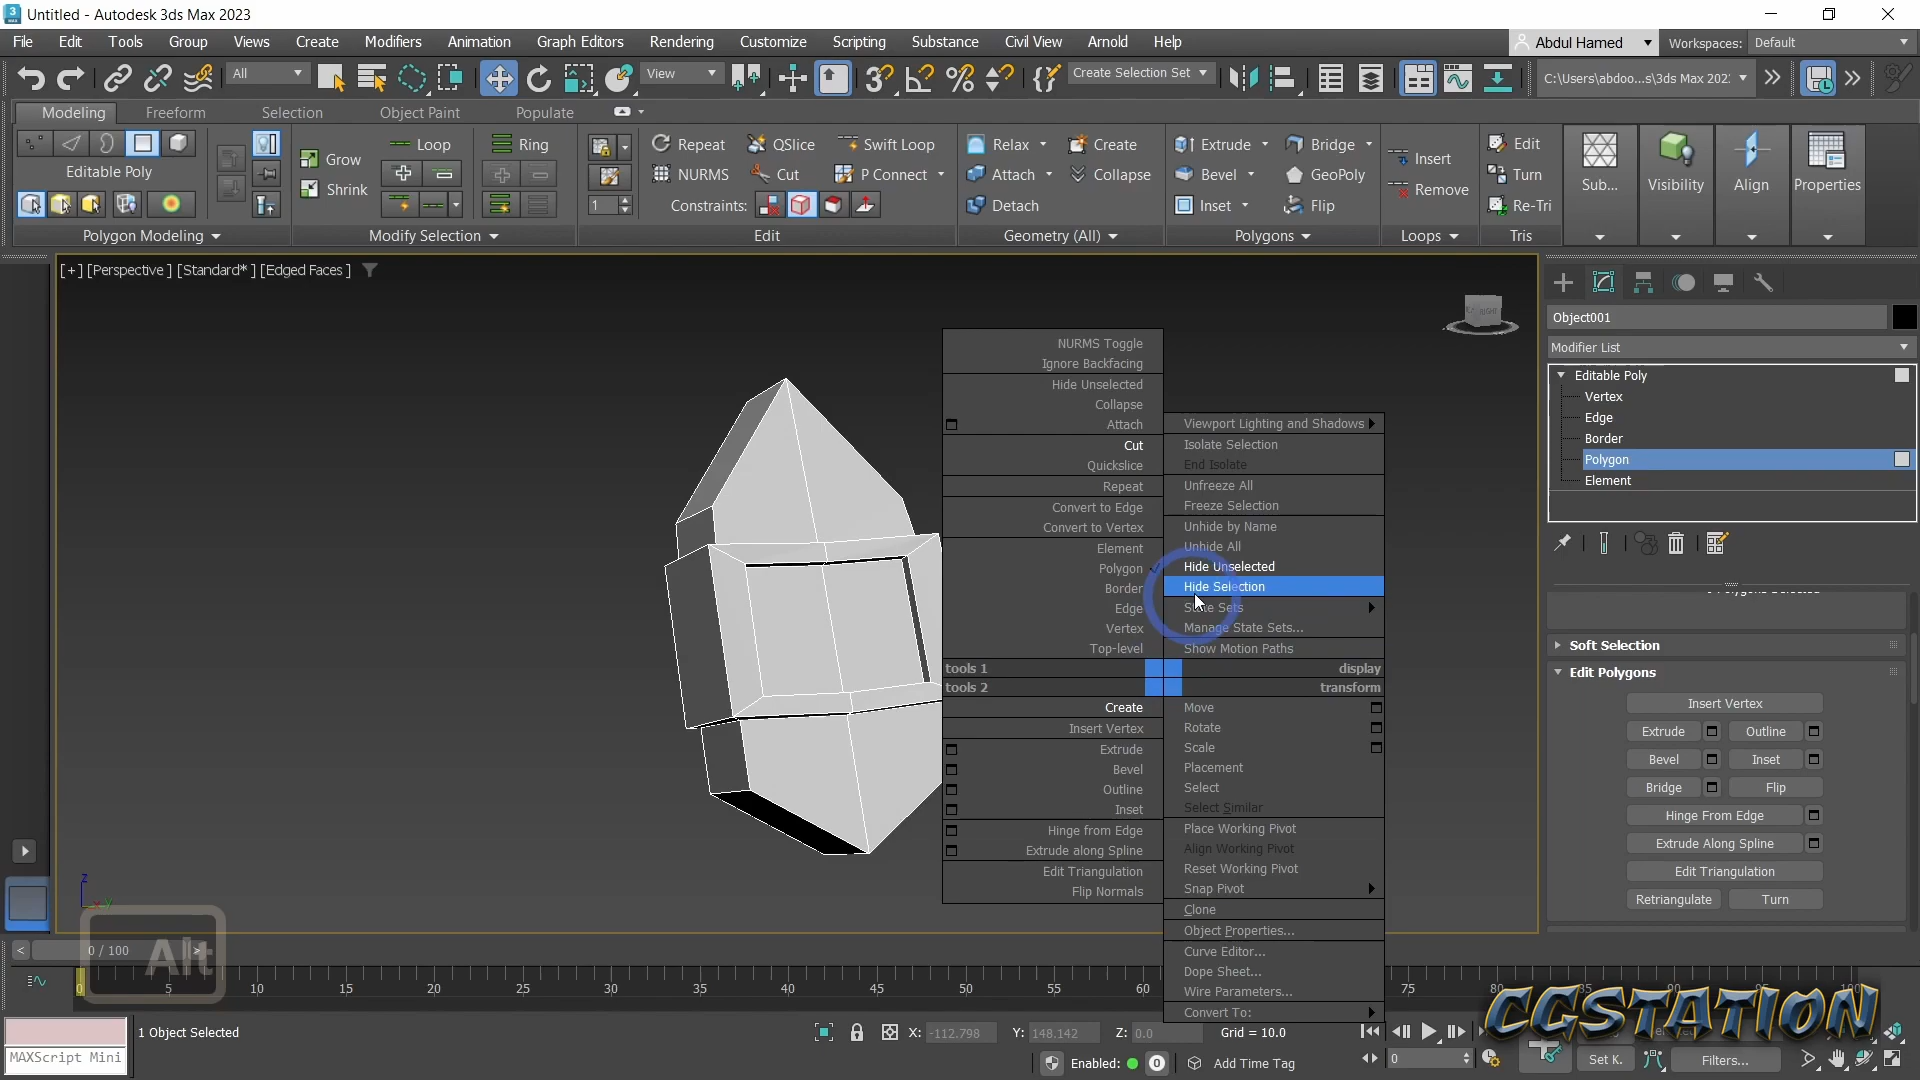 Untitled - Autodesk 3ds Max 2023
File Edit Tools Group Views Create Modifiers Animation Graph Editors Rendering Customize Scripting Substance Civil View Arnold Help
Abdul Hamed Workspaces: Default
All View Create Selection Set C:\Users\abdoo...s\3ds Max 202:
Modeling Freeform Selection Object Paint Populate
Editable Poly
Polygon Modeling
Grow Loop Ring
Shrink
Modify Selection
Repeat QSlice Swift Loop
NURMS Cut P Connect
1 Constraints:
Edit
Relax Create
Attach Collapse
Detach
Geometry (All)
Extrude Bridge
Bevel GeoPoly
Inset Flip
Polygons
Insert
Remove
Loops
Edit
Turn
Re-Tri
Tris
Sub... Visibility Align Properties
[+] [Perspective ] [Standard* ] [Edged Faces ]
NURMS Toggle
Ignore Backfacing
Hide Unselected
Collapse
Attach
Cut
Quickslice
Repeat
Convert to Edge
Convert to Vertex
Element
Polygon
Border
Edge
Vertex
Top-level
tools 1
tools 2
Create
Insert Vertex
Extrude
Bevel
Outline
Inset
Hinge from Edge
Extrude along Spline
Edit Triangulation
Flip Normals
Viewport Lighting and Shadows
Isolate Selection
End Isolate
Unfreeze All
Freeze Selection
Unhide by Name
Unhide All
Hide Unselected
Hide Selection
State Sets
Manage State Sets...
Show Motion Paths
display
transform
Move
Rotate
Scale
Placement
Select
Select Similar
Place Working Pivot
Align Working Pivot
Reset Working Pivot
Snap Pivot
Clone
Object Properties...
Curve Editor...
Dope Sheet...
Wire Parameters...
Convert To:
Object001
Modifier List
Editable Poly
Vertex
Edge
Border
Polygon
Element
Soft Selection
Edit Polygons
Insert Vertex
Extrude Outline
Bevel Inset
Bridge Flip
Hinge From Edge
Extrude Along Spline
Edit Triangulation
Retriangulate Turn
z
x y
< 0 / 100 >
Alt
0 5 10 15 20 25 30 35 40 45 50 55 60 75 80
CGSTATION
MAXScript Mini
1 Object Selected
X: -112.798 Y: 148.142 Z: 0.0 Grid = 10.0
Enabled: 0 Add Time Tag
0 Set K. Filters...